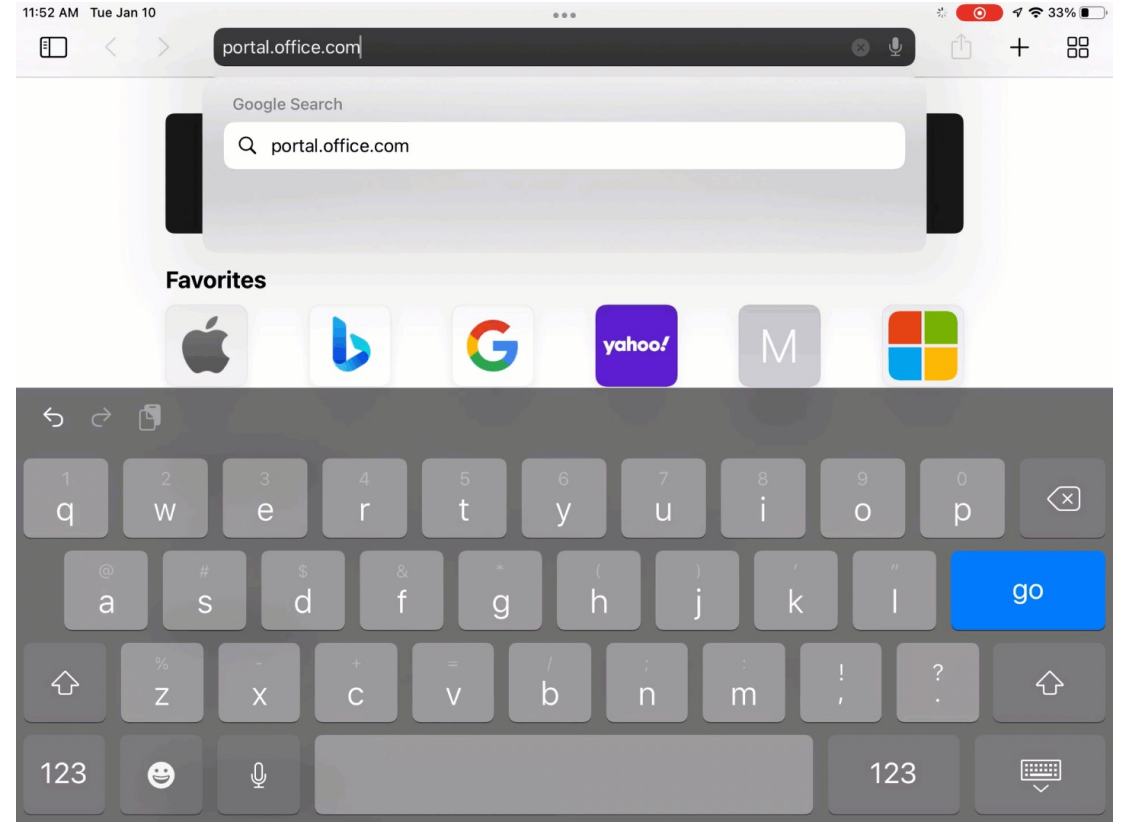 11:52 AM Tue Jan 10
33%
portal.office.com
Google Search
portal.office.com
Favorites
yahoo!
M
1 2 3 4 5 6 7 8 9 0
q w e r t y u i o p
@ # $ & * ( ) ' "
a s d f g h j k l go
% - + = / ; : ! ?
z x c v b n m , .
123 123